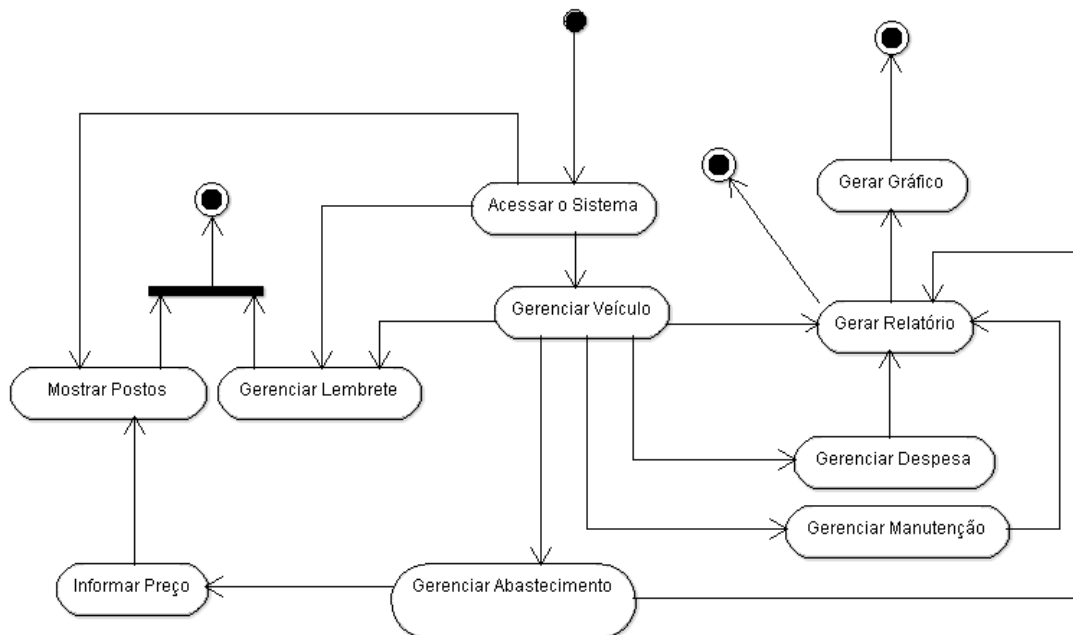 Gerar Gráfico
Acessar o Sistema
Gerenciar Veículo
Gerar Relatório
Mostrar Postos
Gerenciar Lembrete
Gerenciar Despesa
Gerenciar Manutenção
Informar Preço
Gerenciar Abastecimento